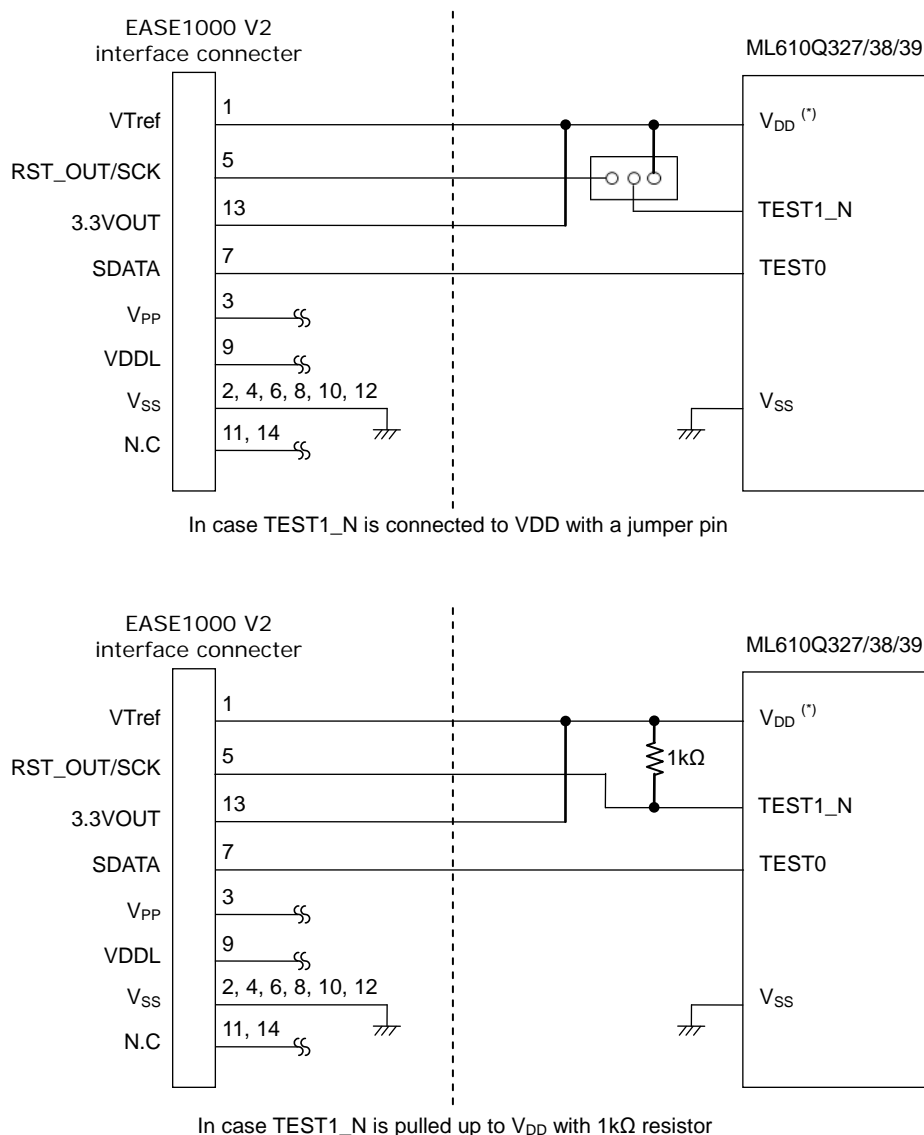 EASE1000 V2
interface connecter
ML610Q327/38/39
VTref
1
V_DD (*)
RST_OUT/SCK
5
3.3VOUT
13
TEST1_N
SDATA
7
TEST0
V_PP
3
VDDL
9
V_SS
2, 4, 6, 8, 10, 12
V_SS
N.C
11, 14
In case TEST1_N is connected to VDD with a jumper pin
EASE1000 V2
interface connecter
ML610Q327/38/39
VTref
1
V_DD (*)
RST_OUT/SCK
5
1kΩ
3.3VOUT
13
TEST1_N
SDATA
7
TEST0
V_PP
3
VDDL
9
V_SS
2, 4, 6, 8, 10, 12
V_SS
N.C
11, 14
In case TEST1_N is pulled up to V_DD with 1kΩ resistor